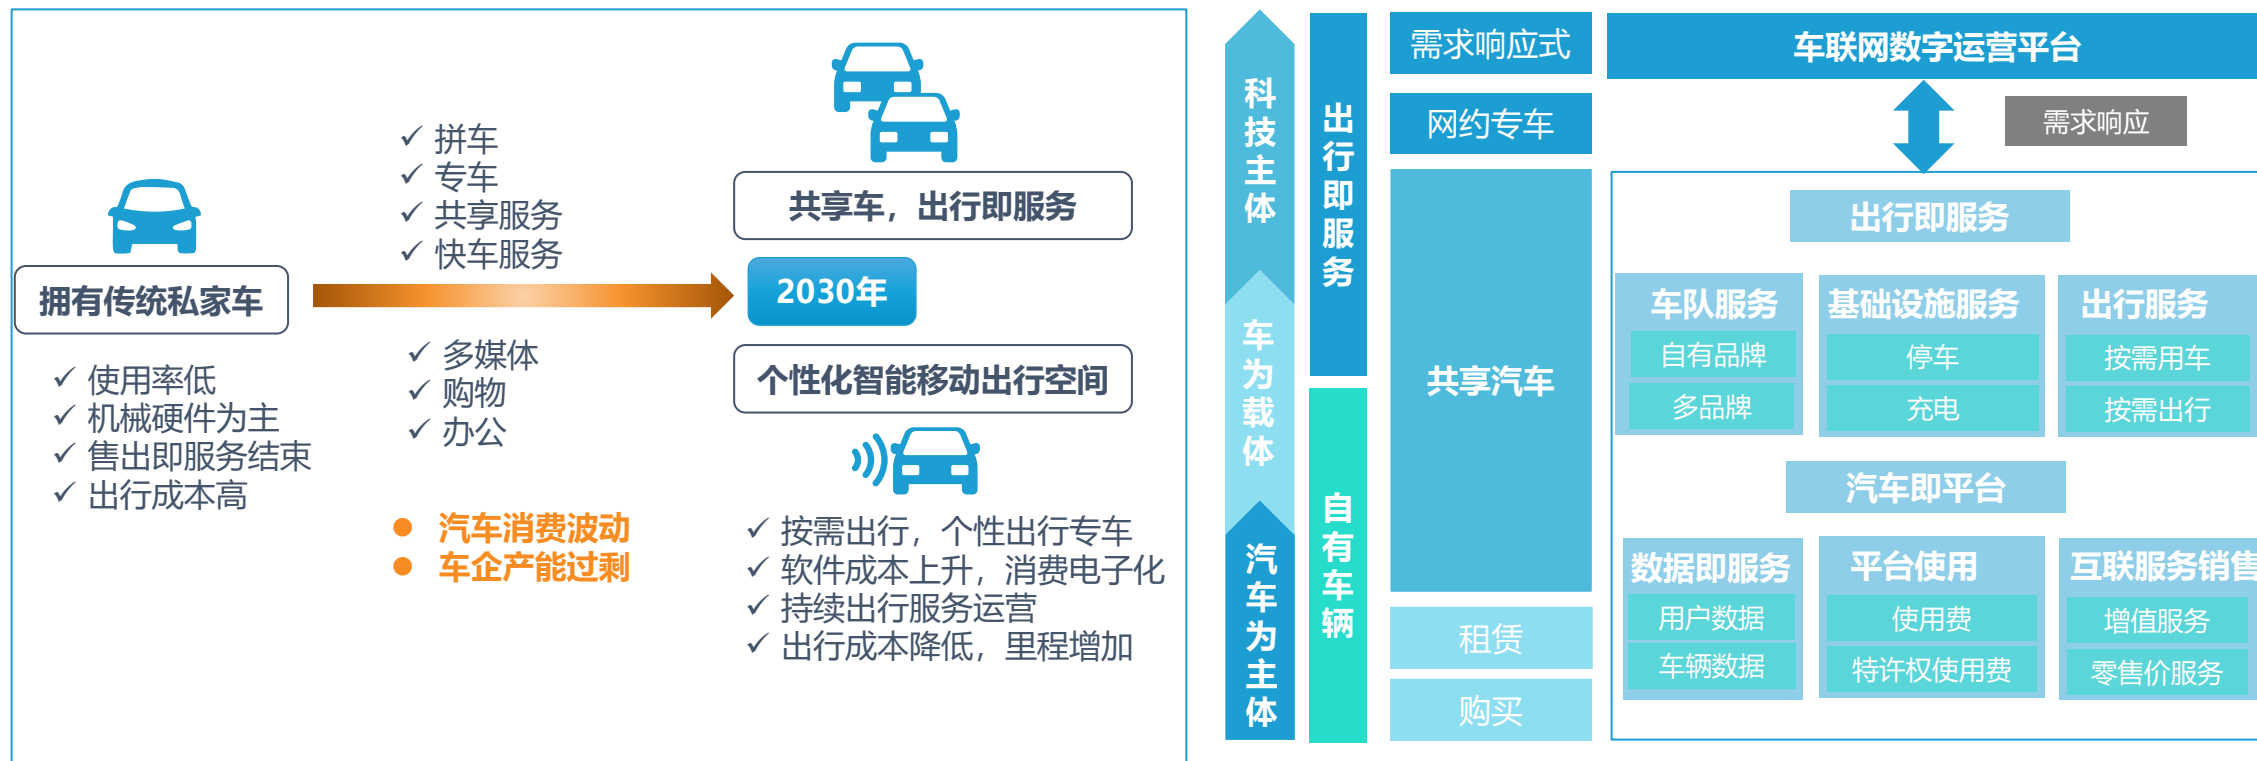 拥有传统私家车
✓ 使用率低
✓ 机械硬件为主
✓ 售出即服务结束
✓ 出行成本高
✓ 拼车
✓ 专车
✓ 共享服务
✓ 快车服务
✓ 多媒体
✓ 购物
✓ 办公
● 汽车消费波动
● 车企产能过剩
共享车，出行即服务
2030年
个性化智能移动出行空间
✓ 按需出行，个性出行专车
✓ 软件成本上升，消费电子化
✓ 持续出行服务运营
✓ 出行成本降低，里程增加
科技主体
车为载体
汽车为主体
出行即服务
自有车辆
需求响应式
网约专车
共享汽车
租赁
购买
车联网数字运营平台
需求响应
出行即服务
车队服务
自有品牌
多品牌
基础设施服务
停车
充电
出行服务
按需用车
按需出行
汽车即平台
数据即服务
用户数据
车辆数据
平台使用
使用费
特许权使用费
互联服务销售
增值服务
零售价服务